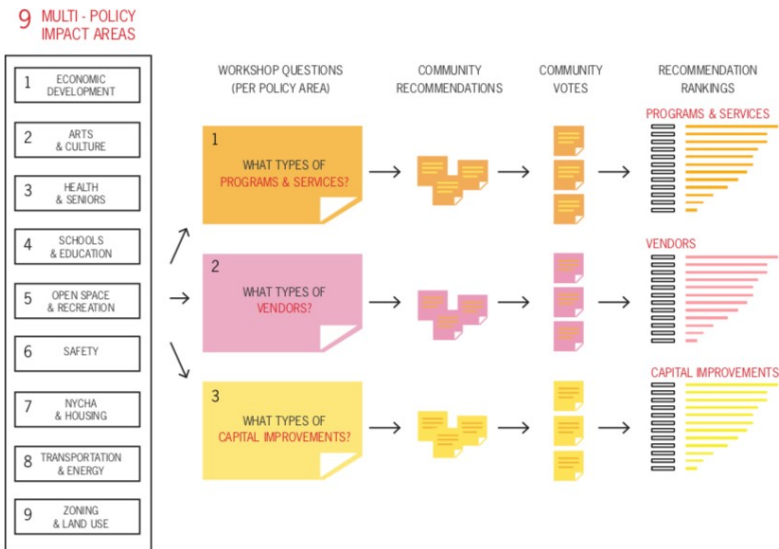 9 MULTI - POLICY
IMPACT AREAS
1 ECONOMIC
DEVELOPMENT
2 ARTS
& CULTURE
3 HEALTH
& SENIORS
4 SCHOOLS
& EDUCATION
5 OPEN SPACE
& RECREATION
6 SAFETY
7 NYCHA
& HOUSING
8 TRANSPORTATION
& ENERGY
9 ZONING
& LAND USE
WORKSHOP QUESTIONS
(PER POLICY AREA)
1
WHAT TYPES OF
PROGRAMS & SERVICES?
2
WHAT TYPES OF
VENDORS?
3
WHAT TYPES OF
CAPITAL IMPROVEMENTS?
COMMUNITY
RECOMMENDATIONS
COMMUNITY
VOTES
RECOMMENDATION
RANKINGS
PROGRAMS & SERVICES
VENDORS
CAPITAL IMPROVEMENTS